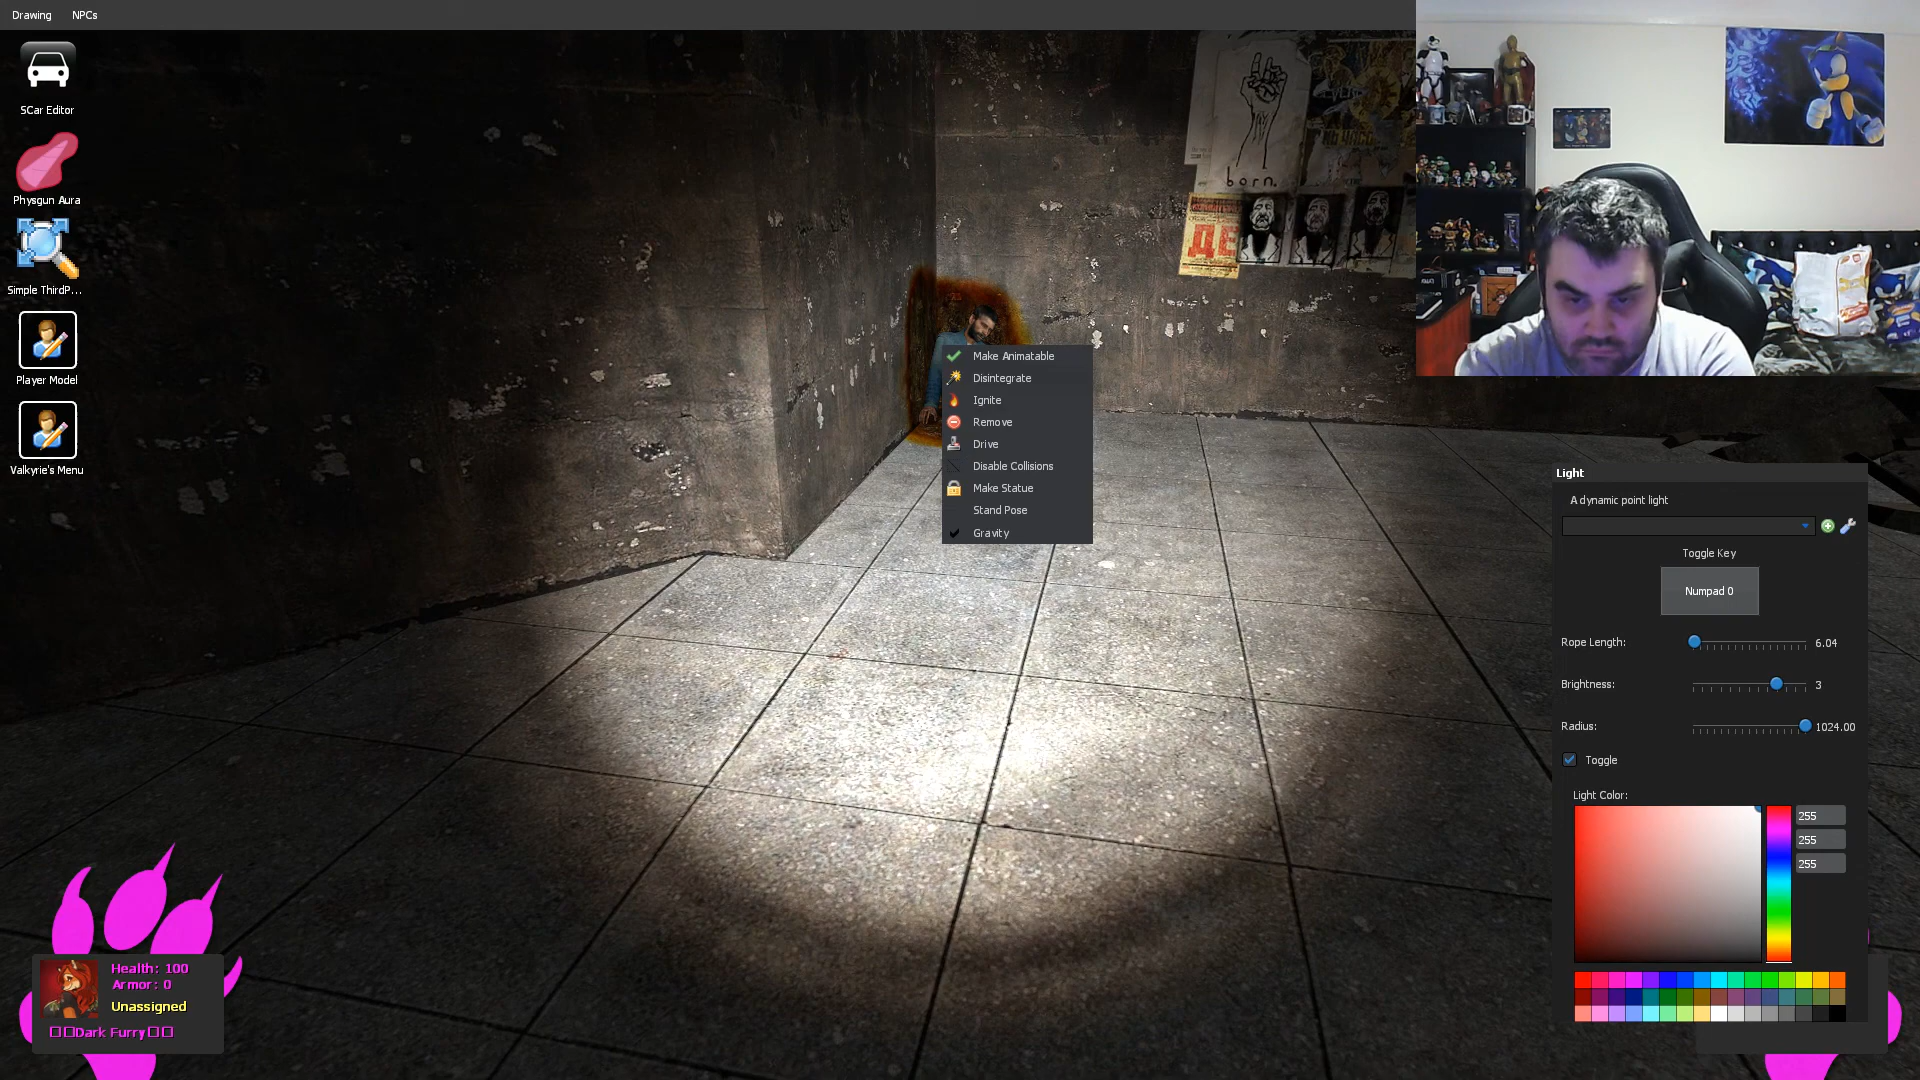 Drawing NPCs
SCar Editor
Physgun Aura
Simple ThirdP...
Player Model
Valkyrie's Menu
born.
ДЕ
Make Animatable
Disintegrate
Ignite
Remove
Drive
Disable Collisions
Make Statue
Stand Pose
Gravity
Light
A dynamic point light
Toggle Key
Numpad 0
Rope Length: 6.04
Brightness: 3
Radius: 1024.00
Toggle
Light Color:
255
255
255
Health: 100
Armor: 0
Unassigned
Dark Furry